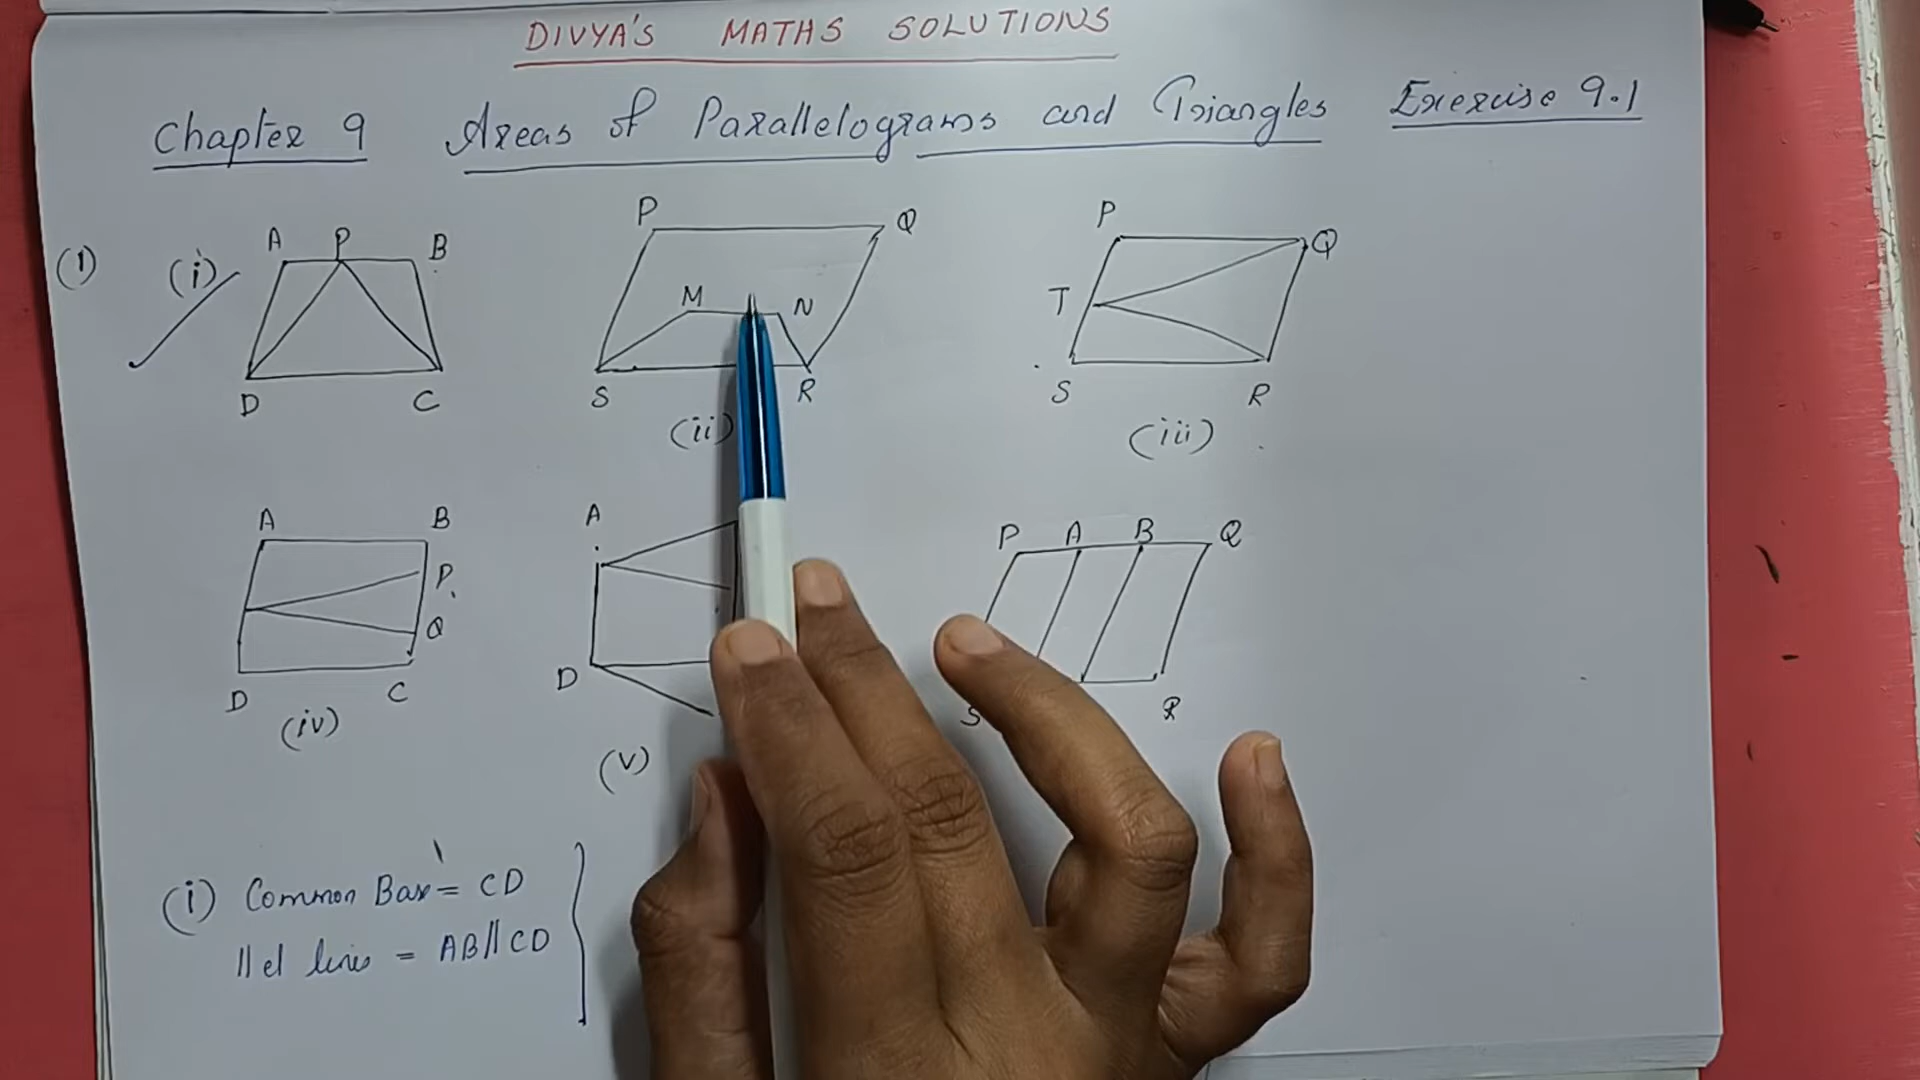 DIVYA'S MATHS SOLUTIONS
Chapter 9 Areas of Parallelograms and Triangles Exercise 9.1
(1) (i) A P B
D C
P Q
M N
S R
(ii)
P Q
T
S R
(iii)
A B
P
Q
D C
(iv)
A
D
(v)
P A B Q
S R
(i) Common Base = CD
||el lines = AB||CD